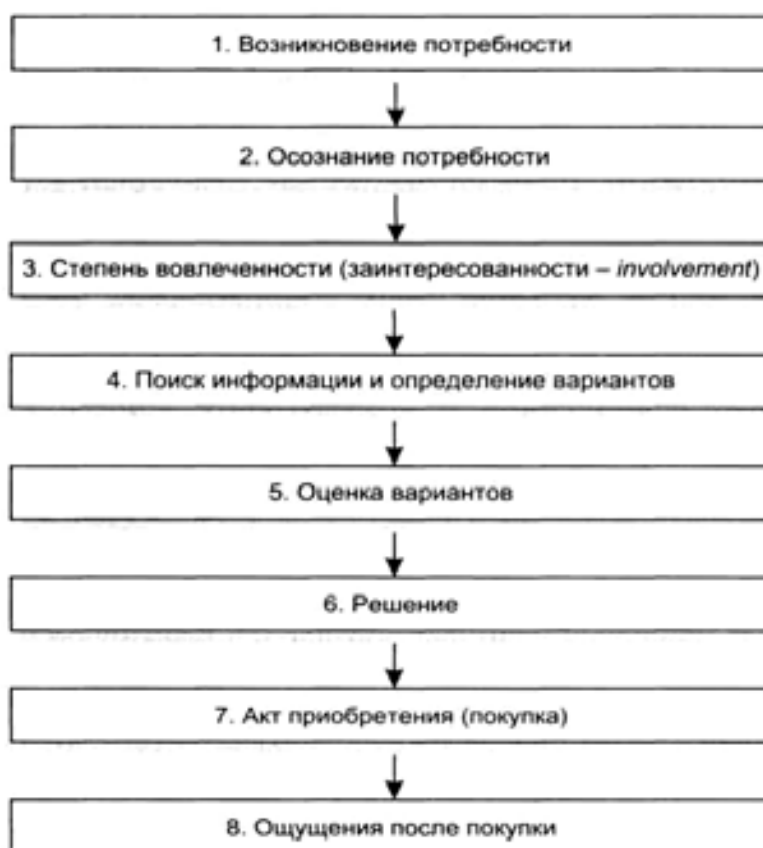 1. Возникновение потребности
2. Осознание потребности
3. Степень вовлеченности (заинтересованности – involvement)
4. Поиск информации и определение вариантов
5. Оценка вариантов
6. Решение
7. Акт приобретения (покупка)
8. Ощущения после покупки